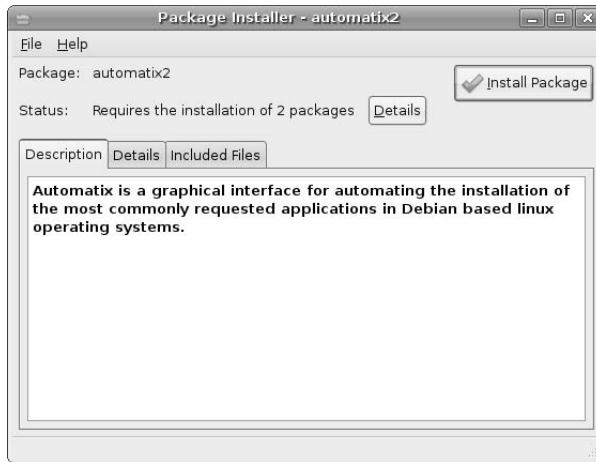 Package Installer - automatix2
File Help
Package: automatix2
Install Package
Status: Requires the installation of 2 packages Details
Description Details Included Files
Automatix is a graphical interface for automating the installation of
the most commonly requested applications in Debian based linux
operating systems.